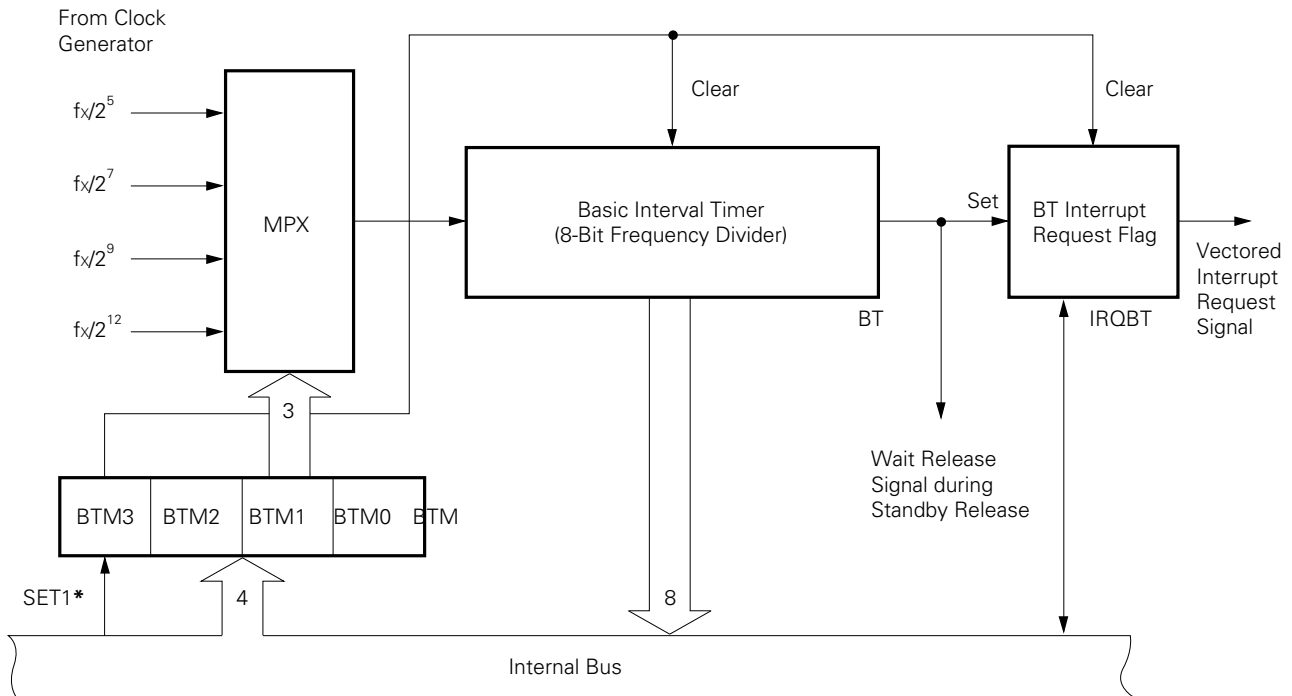 From Clock
Generator
fx/2^5
fx/2^7
fx/2^9
fx/2^12
MPX
Clear
Clear
Basic Interval Timer
(8-Bit Frequency Divider)
BT
Set
BT Interrupt
Request Flag
IRQBT
Vectored
Interrupt
Request
Signal
3
Wait Release
Signal during
Standby Release
BTM3 BTM2 BTM1 BTM0 BTM
SET1*
4
8
Internal Bus